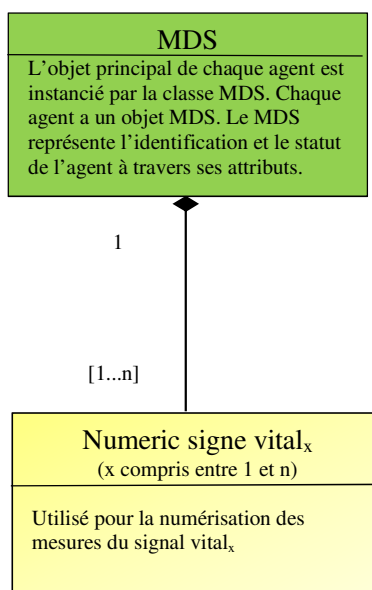 MDS
L'objet principal de chaque agent est
instancié par la classe MDS. Chaque
agent a un objet MDS. Le MDS
représente l'identification et le statut
de l'agent à travers ses attributs.
1
[1...n]
Numeric signe vitalₓ
(x compris entre 1 et n)
Utilisé pour la numérisation des
mesures du signal vitalₓ